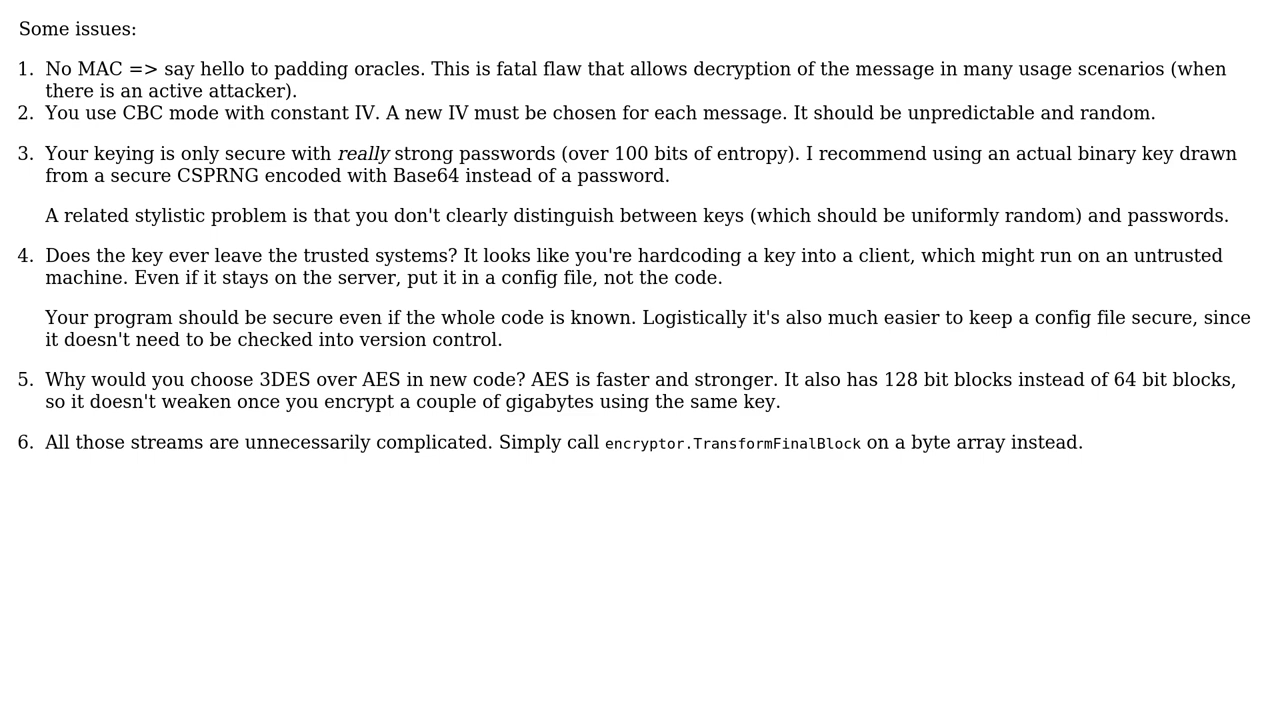 Some issues:
1. No MAC => say hello to padding oracles. This is fatal flaw that allows decryption of the message in many usage scenarios (when
there is an active attacker).
2. You use CBC mode with constant IV. A new IV must be chosen for each message. It should be unpredictable and random.
3. Your keying is only secure with really strong passwords (over 100 bits of entropy). I recommend using an actual binary key drawn
from a secure CSPRNG encoded with Base64 instead of a password.
A related stylistic problem is that you don't clearly distinguish between keys (which should be uniformly random) and passwords.
4. Does the key ever leave the trusted systems? It looks like you're hardcoding a key into a client, which might run on an untrusted
machine. Even if it stays on the server, put it in a config file, not the code.
Your program should be secure even if the whole code is known. Logistically it's also much easier to keep a config file secure, since
it doesn't need to be checked into version control.
5. Why would you choose 3DES over AES in new code? AES is faster and stronger. It also has 128 bit blocks instead of 64 bit blocks,
so it doesn't weaken once you encrypt a couple of gigabytes using the same key.
6. All those streams are unnecessarily complicated. Simply call encryptor.TransformFinalBlock on a byte array instead.